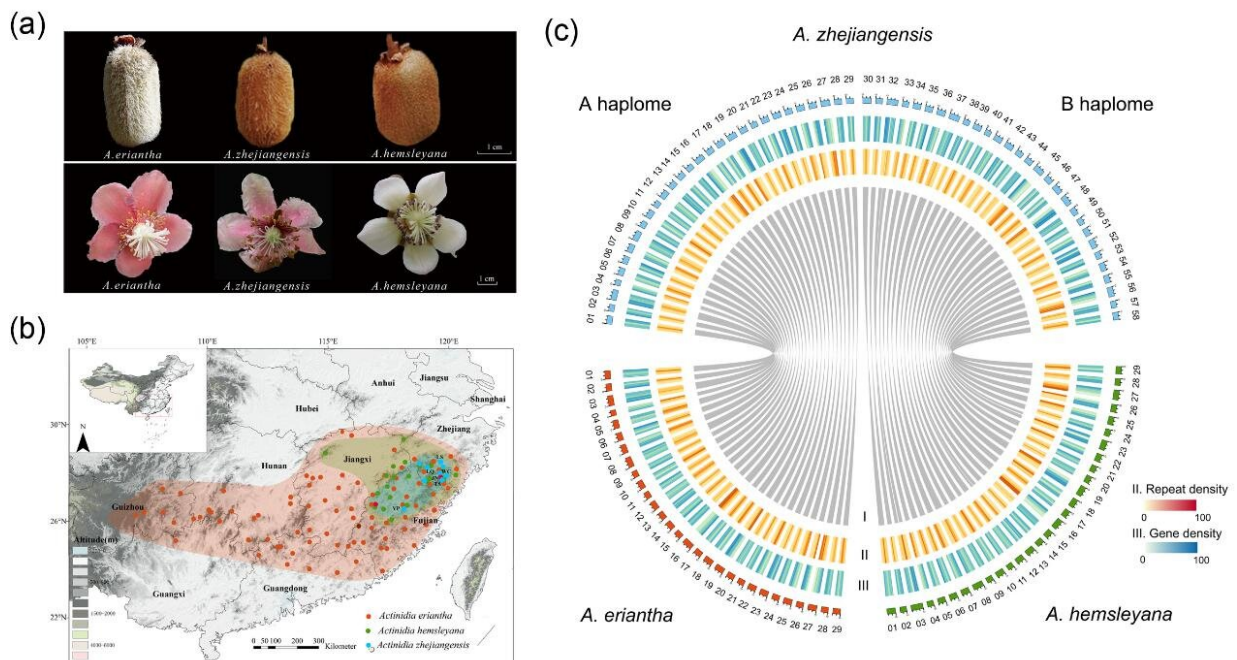 (a)
A.eriantha A.zhejiangensis A.hemsleyana
1 cm
A.eriantha A.zhejiangensis A.hemsleyana
1 cm
(b)
105°E 110°E 115°E 120°E
Anhui
Jiangsu
Shanghai
Hubei
30°N
Zhejiang
N
Hunan
Jiangxi
Guizhou
26°N
Fujian
Altitude(m)
Guangdong
Guangxi
1500-2000
22°N
Actinidia eriantha
Actinidia hemsleyana
Actinidia zhejiangensis
0 50 100 200 300
Kilometer
(c)
A. zhejiangensis
A haplome
B haplome
01 02 03 04 05 06 07 08 09 10 11 12 13 14 15 16 17 18 19 20 21 22 23 24 25 26 27 28 29
30 31 32 33 34 35 36 37 38 39 40 41 42 43 44 45 46 47 48 49 50 51 52 53 54 55 56 57 58
01 02 03 04 05 06 07 08 09 10 11 12 13 14 15 16 17 18 19 20 21 22 23 24 25 26 27 28 29
01 02 03 04 05 06 07 08 09 10 11 12 13 14 15 16 17 18 19 20 21 22 23 24 25 26 27 28 29
I
II
III
II. Repeat density
0 100
III. Gene density
0 100
A. eriantha
A. hemsleyana